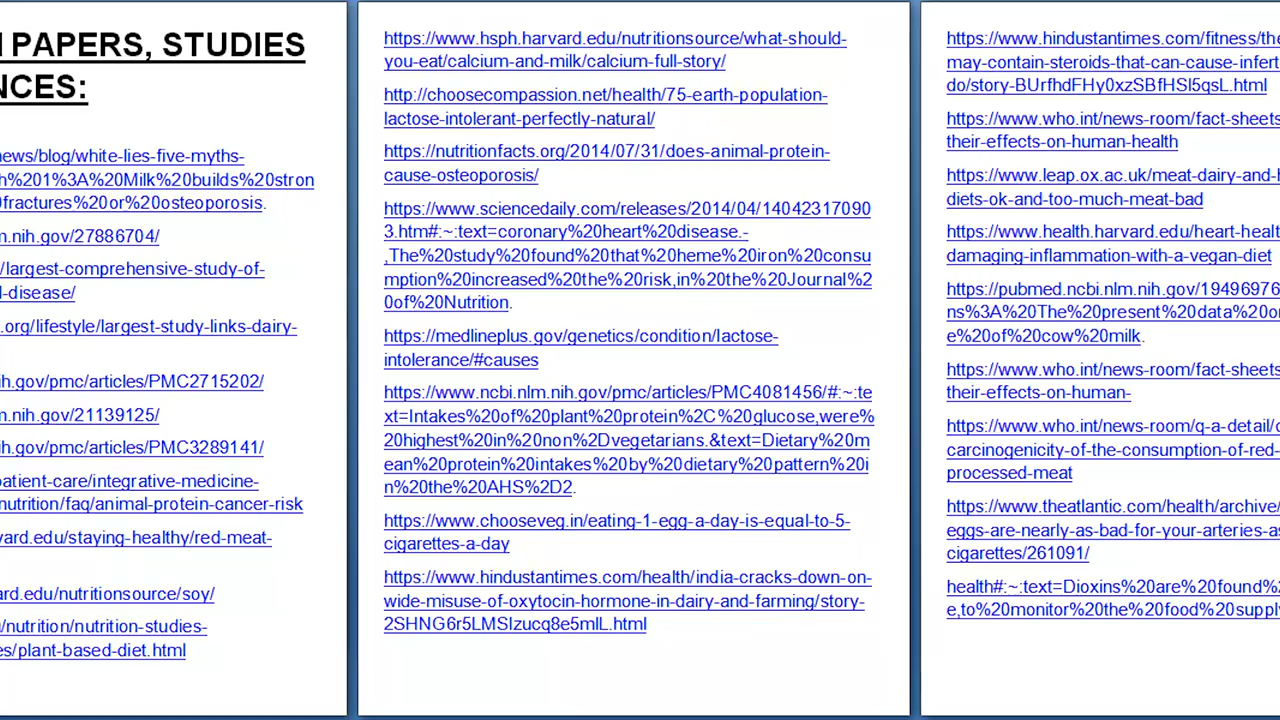 PAPERS, STUDIES
NCES:
news/blog/white-lies-five-myths-
h%201%3A%20Milk%20builds%20stron
fractures%20or%20osteoporosis.
m.nih.gov/27886704/
/largest-comprehensive-study-of-
l-disease/
.org/lifestyle/largest-study-links-dairy-
ih.gov/pmc/articles/PMC2715202/
m.nih.gov/21139125/
ih.gov/pmc/articles/PMC3289141/
patient-care/integrative-medicine-
nutrition/faq/animal-protein-cancer-risk
vard.edu/staying-healthy/red-meat-
ard.edu/nutritionsource/soy/
/nutrition/nutrition-studies-
es/plant-based-diet.html
https://www.hsph.harvard.edu/nutritionsource/what-should-
you-eat/calcium-and-milk/calcium-full-story/
http://choosecompassion.net/health/75-earth-population-
lactose-intolerant-perfectly-natural/
https://nutritionfacts.org/2014/07/31/does-animal-protein-
cause-osteoporosis/
https://www.sciencedaily.com/releases/2014/04/14042317090
3.htm#:~:text=coronary%20heart%20disease.-
,The%20study%20found%20that%20heme%20iron%20consu
mption%20increased%20the%20risk,in%20the%20Journal%2
0of%20Nutrition.
https://medlineplus.gov/genetics/condition/lactose-
intolerance/#causes
https://www.ncbi.nlm.nih.gov/pmc/articles/PMC4081456/#:~:te
xt=Intakes%20of%20plant%20protein%2C%20glucose,were%
20highest%20in%20non%2Dvegetarians.&text=Dietary%20m
ean%20protein%20intakes%20by%20dietary%20pattern%20i
n%20the%20AHS%2D2.
https://www.chooseveg.in/eating-1-egg-a-day-is-equal-to-5-
cigarettes-a-day
https://www.hindustantimes.com/health/india-cracks-down-on-
wide-misuse-of-oxytocin-hormone-in-dairy-and-farming/story-
2SHNG6r5LMSIzucq8e5mlL.html
https://www.hindustantimes.com/fitness/the
may-contain-steroids-that-can-cause-infert
do/story-BUrfhdFHy0xzSBfHSl5qsL.html
https://www.who.int/news-room/fact-sheets
their-effects-on-human-health
https://www.leap.ox.ac.uk/meat-dairy-and-h
diets-ok-and-too-much-meat-bad
https://www.health.harvard.edu/heart-healt
damaging-inflammation-with-a-vegan-diet
https://pubmed.ncbi.nlm.nih.gov/19496976
ns%3A%20The%20present%20data%20or
e%20of%20cow%20milk.
https://www.who.int/news-room/fact-sheets
their-effects-on-human-
https://www.who.int/news-room/q-a-detail/c
carcinogenicity-of-the-consumption-of-red-
processed-meat
https://www.theatlantic.com/health/archive/
eggs-are-nearly-as-bad-for-your-arteries-as
cigarettes/261091/
health#:~:text=Dioxins%20are%20found%2
e,to%20monitor%20the%20food%20supply